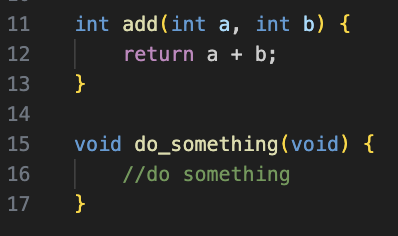 11 int add(int a, int b) {
12     return a + b;
13 }
14
15 void do_something(void) {
16     //do something
17 }